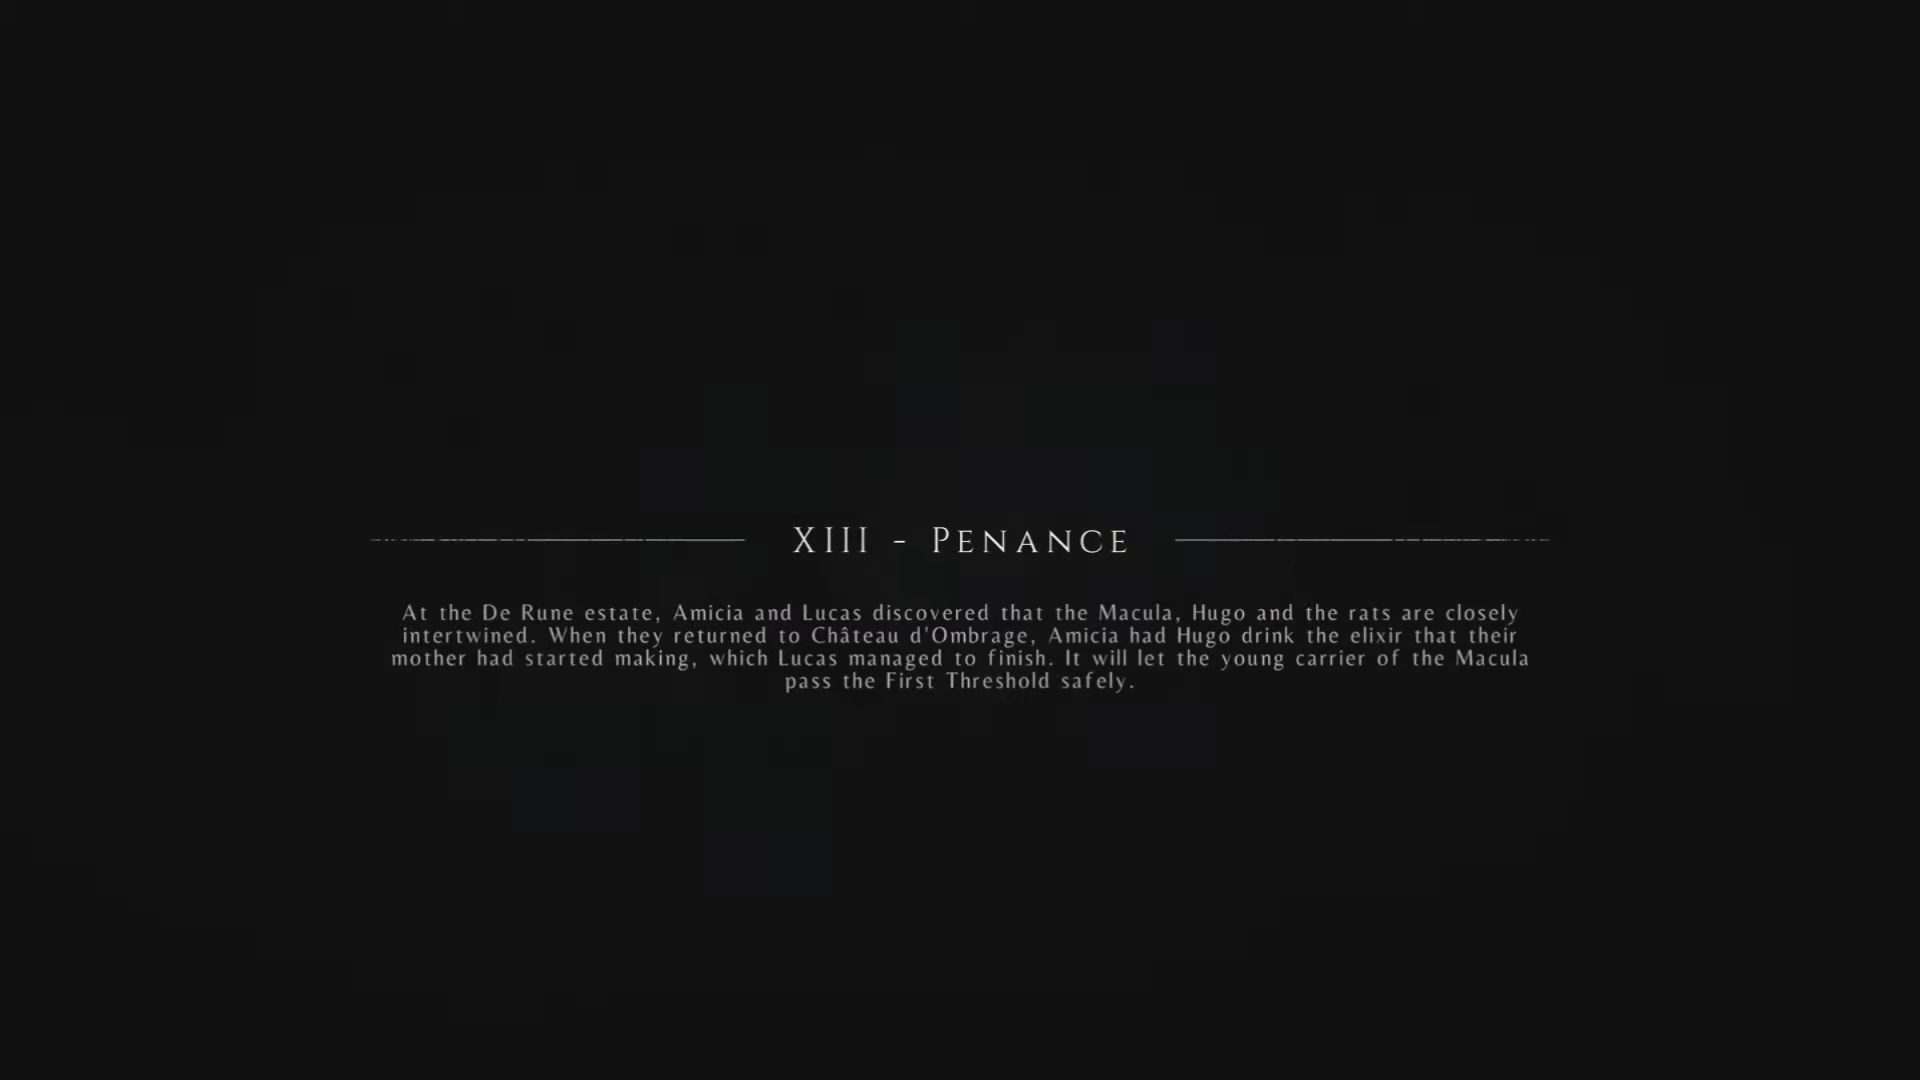 XIII - Penance
At the De Rune estate, Amicia and Lucas discovered that the Macula, Hugo and the rats are closely
intertwined. When they returned to Château d'Ombrage, Amicia had Hugo drink the elixir that their
mother had started making, which Lucas managed to finish. It will let the young carrier of the Macula
pass the First Threshold safely.